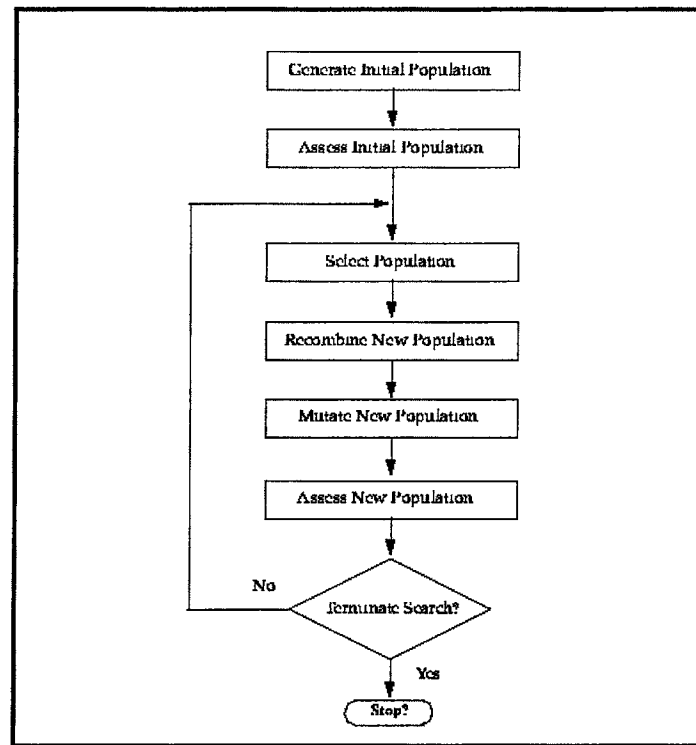 Generate Initial Population
Assess Initial Population
Select Population
Recombine New Population
Mutate New Population
Assess New Population
Terminate Search?
No
Yes
Stop?